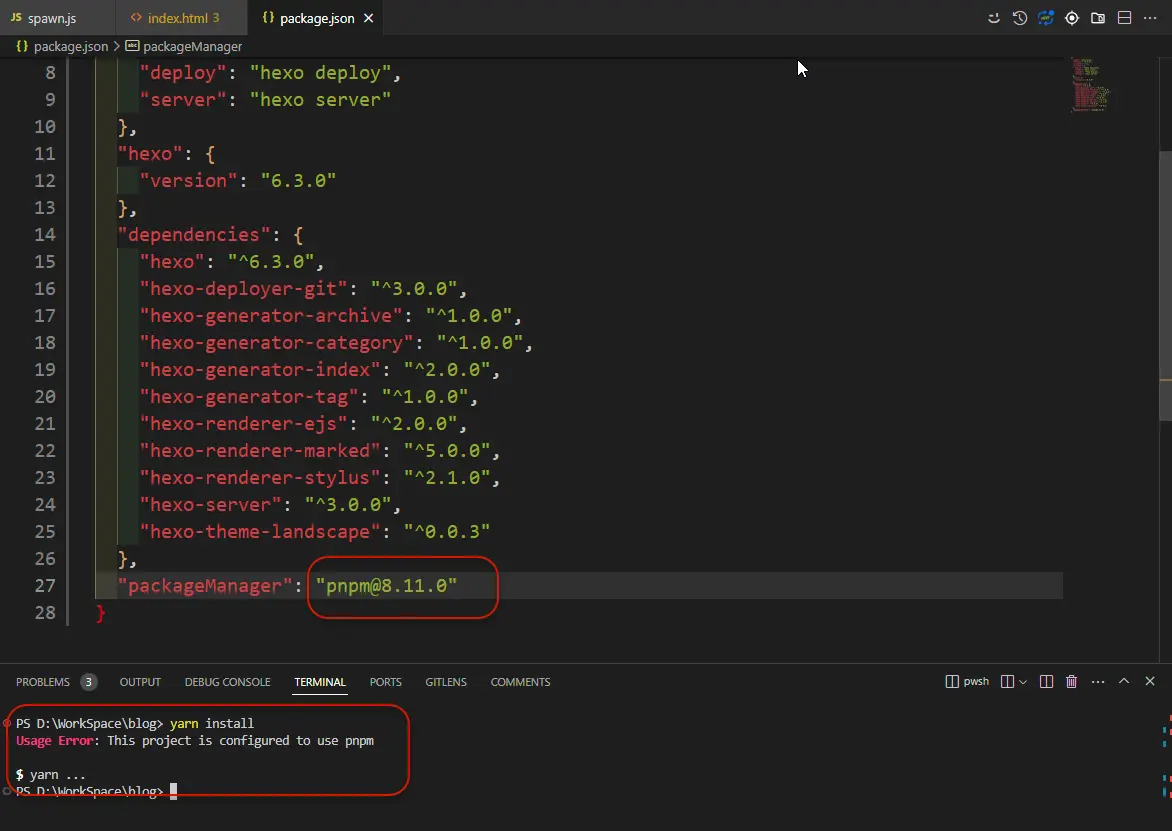 JS spawn.js
<> index.html 3
{} package.json ×
{} package.json > abc packageManager
8 "deploy": "hexo deploy",
9 "server": "hexo server"
10 },
11 "hexo": {
12 "version": "6.3.0"
13 },
14 "dependencies": {
15 "hexo": "^6.3.0",
16 "hexo-deployer-git": "^3.0.0",
17 "hexo-generator-archive": "^1.0.0",
18 "hexo-generator-category": "^1.0.0",
19 "hexo-generator-index": "^2.0.0",
20 "hexo-generator-tag": "^1.0.0",
21 "hexo-renderer-ejs": "^2.0.0",
22 "hexo-renderer-marked": "^5.0.0",
23 "hexo-renderer-stylus": "^2.1.0",
24 "hexo-server": "^3.0.0",
25 "hexo-theme-landscape": "^0.0.3"
26 },
27 "packageManager": "pnpm@8.11.0"
28 }
PROBLEMS 3 OUTPUT DEBUG CONSOLE TERMINAL PORTS GITLENS COMMENTS
pwsh
PS D:\WorkSpace\blog> yarn install
Usage Error: This project is configured to use pnpm
$ yarn ...
PS D:\WorkSpace\blog>